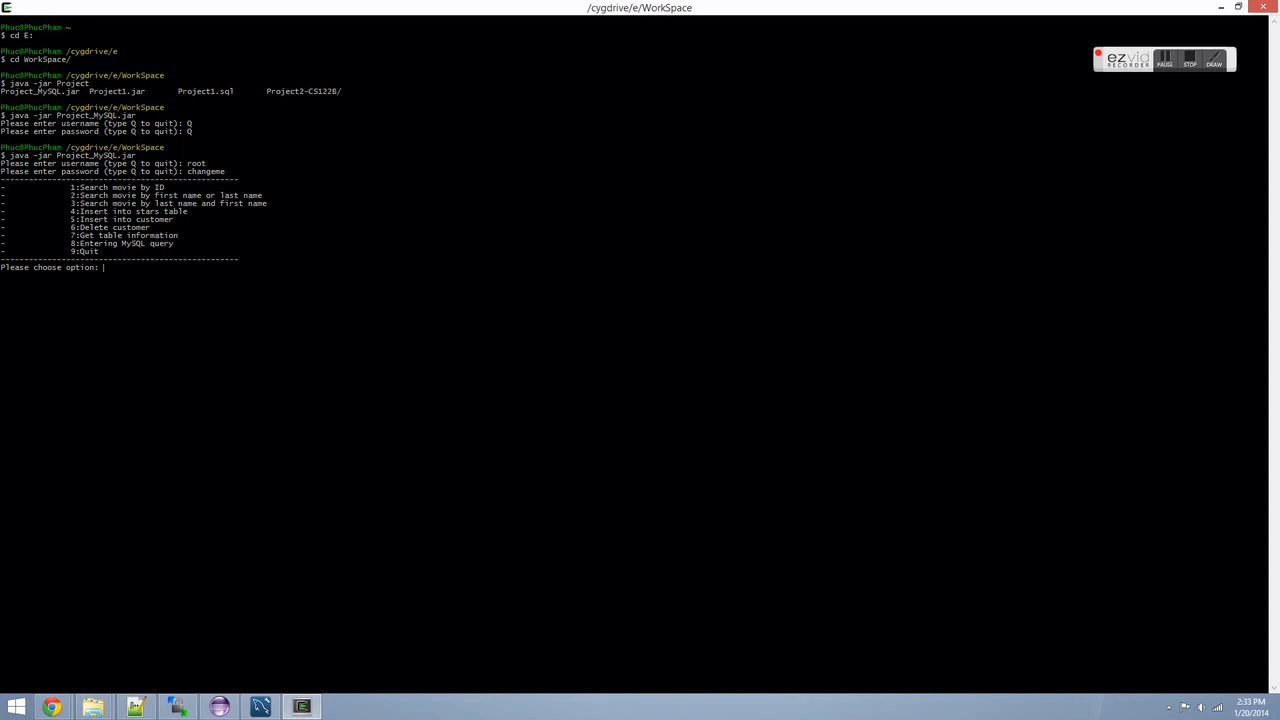 /cygdrive/e/WorkSpace
Phuc@PhucPham ~
$ cd E:
Phuc@PhucPham /cygdrive/e
$ cd WorkSpace/
Phuc@PhucPham /cygdrive/e/WorkSpace
$ java -jar Project
Project_MySQL.jar  Project1.jar  Project1.sql  Project2-CS122B/
Phuc@PhucPham /cygdrive/e/WorkSpace
$ java -jar Project_MySQL.jar
Please enter username (type Q to quit): Q
Please enter password (type Q to quit): Q
Phuc@PhucPham /cygdrive/e/WorkSpace
$ java -jar Project_MySQL.jar
Please enter username (type Q to quit): root
Please enter password (type Q to quit): changeme
---------------------------------------------------
-  1:Search movie by ID
-  2:Search movie by first name or last name
-  3:Search movie by last name and first name
-  4:Insert into stars table
-  5:Insert into customer
-  6:Delete customer
-  7:Get table information
-  8:Entering MySQL query
-  9:Quit
---------------------------------------------------
Please choose option:
ezvid
RECORDER
PAUSE STOP DRAW
2:33 PM
1/20/2014